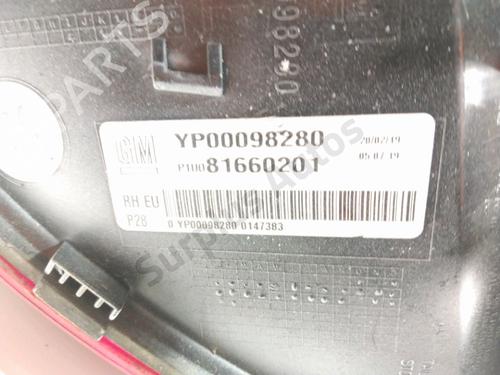 98280
GM
YP00098280
20/02/19
P1U0 81660201
05 07 19
RH EU
P28
0 YP00098280 0147383
PARTS
Surplus Autos